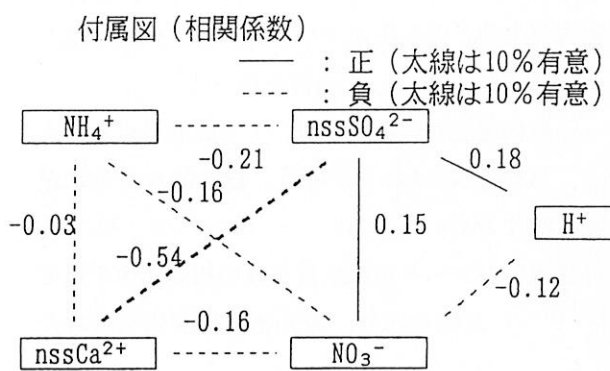 付属図（相関係数）
：正（太線は10%有意）
：負（太線は10%有意）
NH₄⁺
nssSO₄²⁻
-0.21
0.18
-0.16
-0.03
0.15
H⁺
-0.54
-0.12
-0.16
nssCa²⁺
NO₃⁻